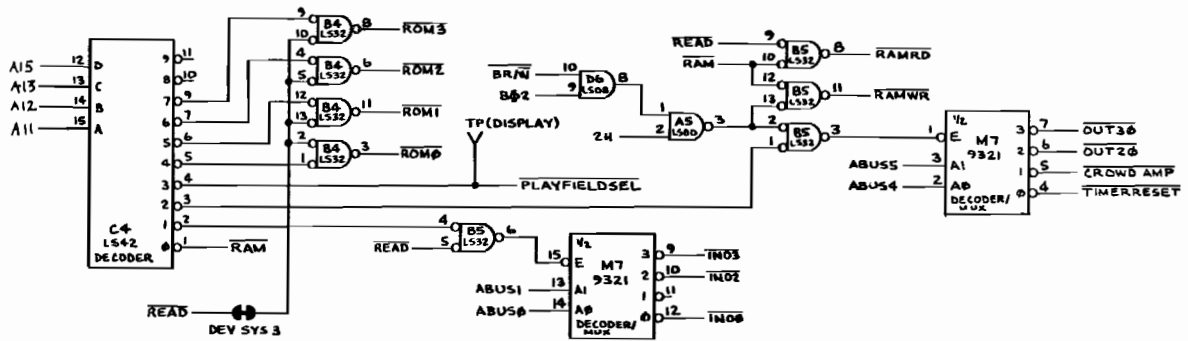 A15 12 D
A13 13 C
A12 14 B
A11 15 A
C4
LS42
DECODER
9 11
8 10
7 9
6 7
5 6
4 5
3 4
2 3
1 2
0 1 RAM
9 B4 8 ROM3
10 LS32
4 B4 6 ROM2
5 LS32
12 B4 11 ROM1
13 LS32
2 B4 3 ROMØ
1 LS32
TP(DISPLAY)
PLAYFIELDSEL
READ
DEV SYS 3
4 B5 6
READ 5 LS32
1/2
M7
9321
DECODER/
MUX
15 E
ABUS1 13 A1
ABUSØ 14 AØ
3 9 INO3
2 10 INO2
1 11
Ø 12 INOØ
BR/W 10 D6 8
BØ2 9 LS08
1 A5 3
2H 2 LS00
READ 9 B5 8 RAMRD
RAM 10 LS32
12 B5 11 RAMWR
13 LS32
2 B5 3
1 LS32
1/2
M7
9321
DECODER/
MUX
1 E
ABUS5 3 A1
ABUS4 2 AØ
3 7 OUT3Ø
2 6 OUT2Ø
1 5 CROWD AMP
Ø 4 TIMERRESET